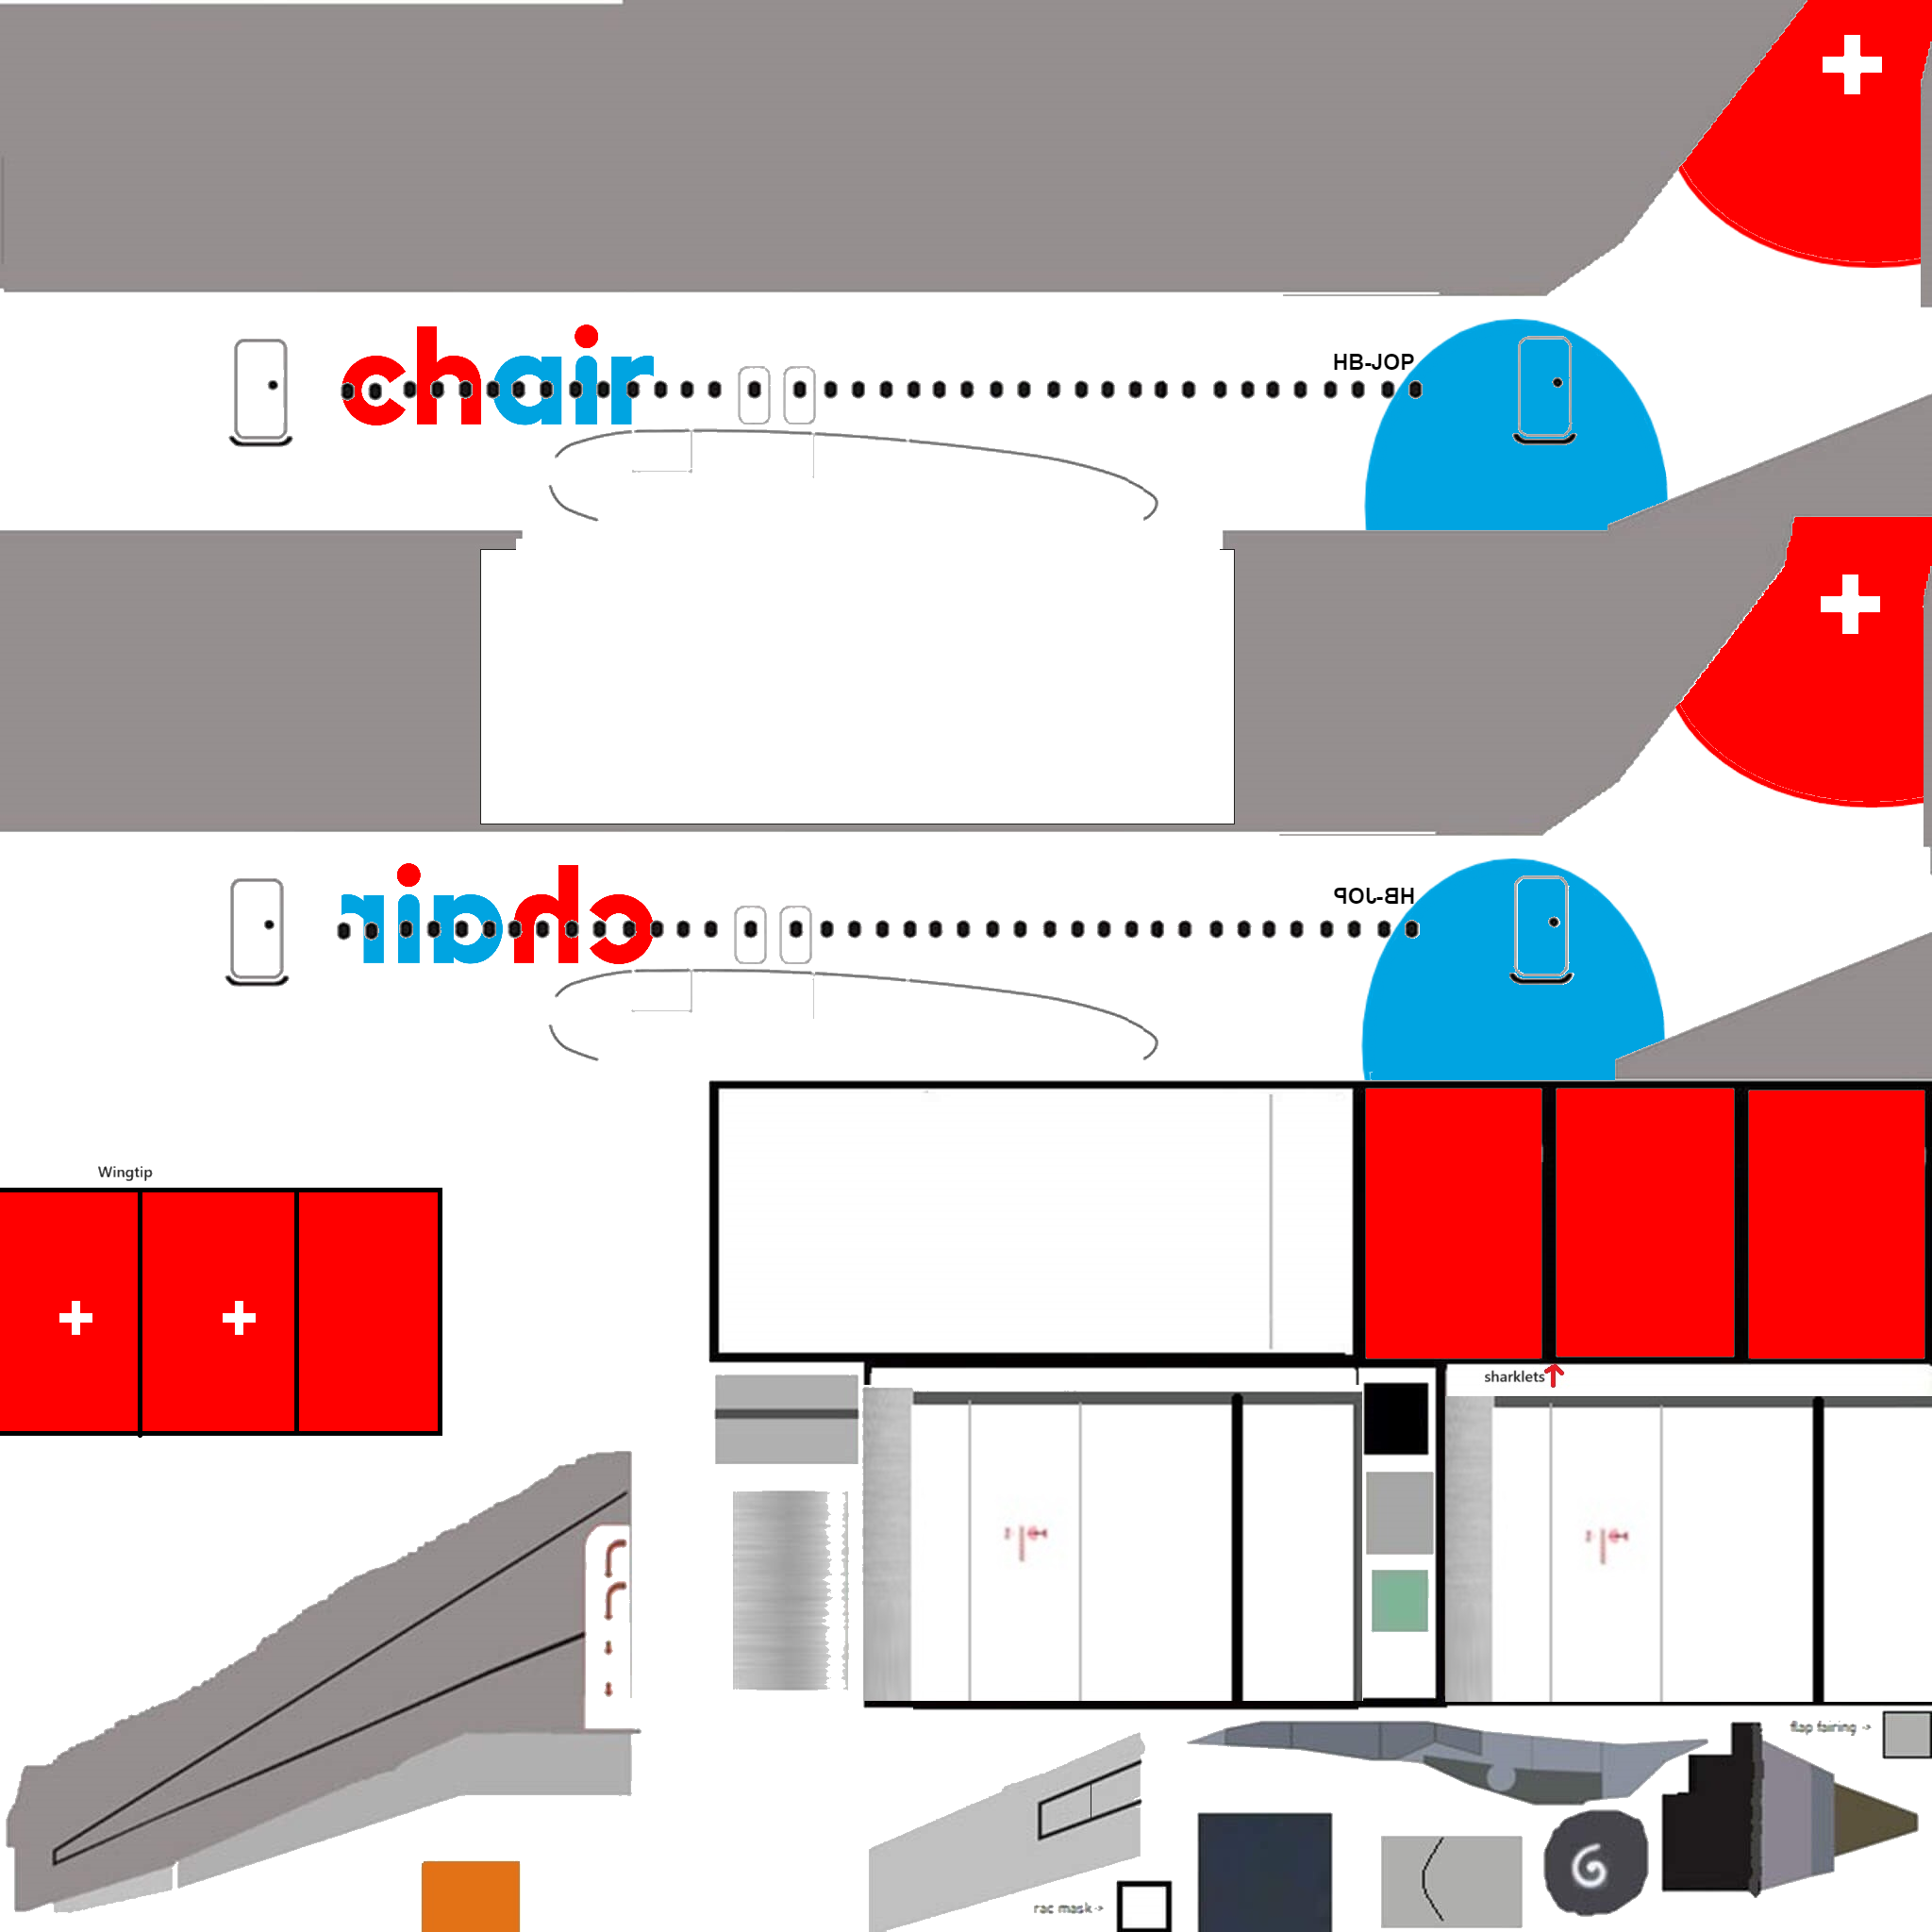 HB-JOP
chair
HB-JOP
chair
Wingtip
sharklets
flap fairing ->
rac mask ->